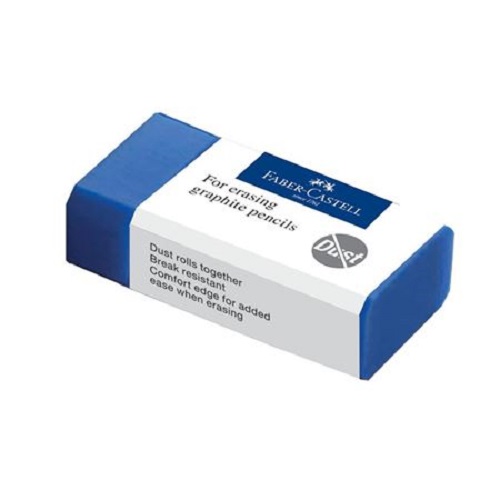 FABER-CASTELL
since 1761
For erasing
graphite pencils
Dust
Dust rolls together
Break resistant
Comfort edge for added
ease when erasing